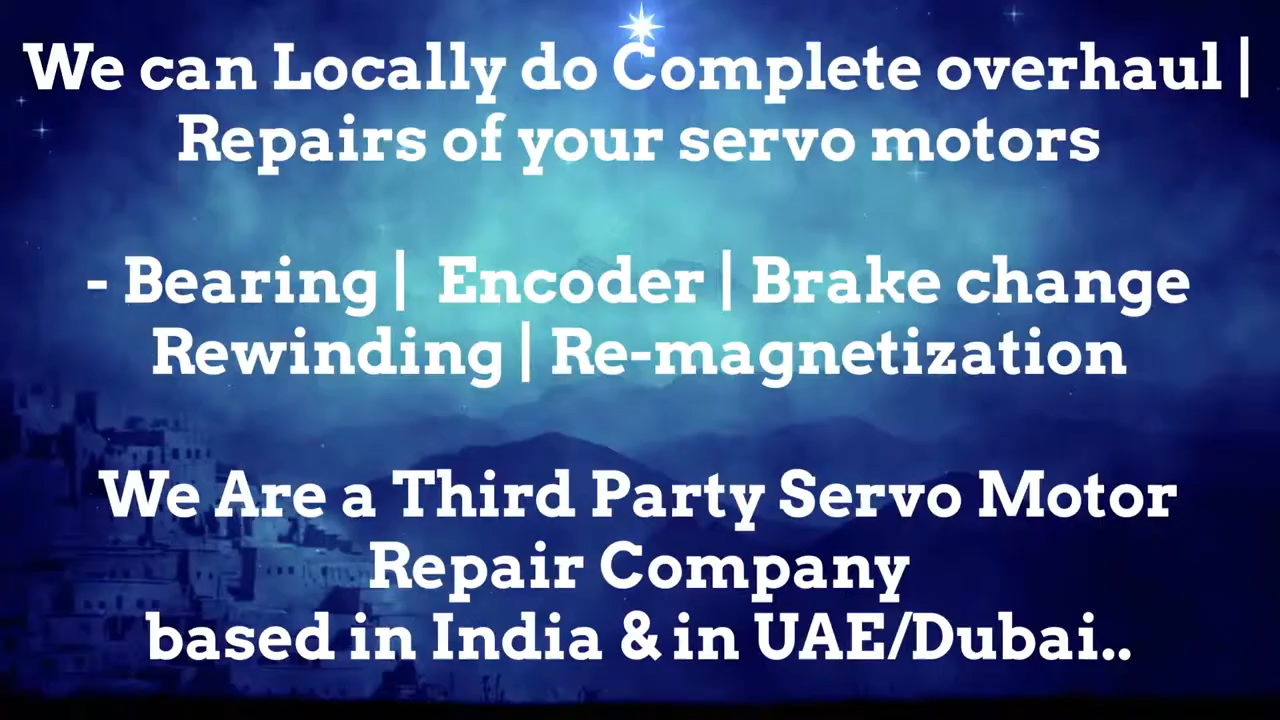 We can Locally do Complete overhaul |
Repairs of your servo motors
- Bearing | Encoder | Brake change
Rewinding | Re-magnetization
We Are a Third Party Servo Motor
Repair Company
based in India & in UAE/Dubai..